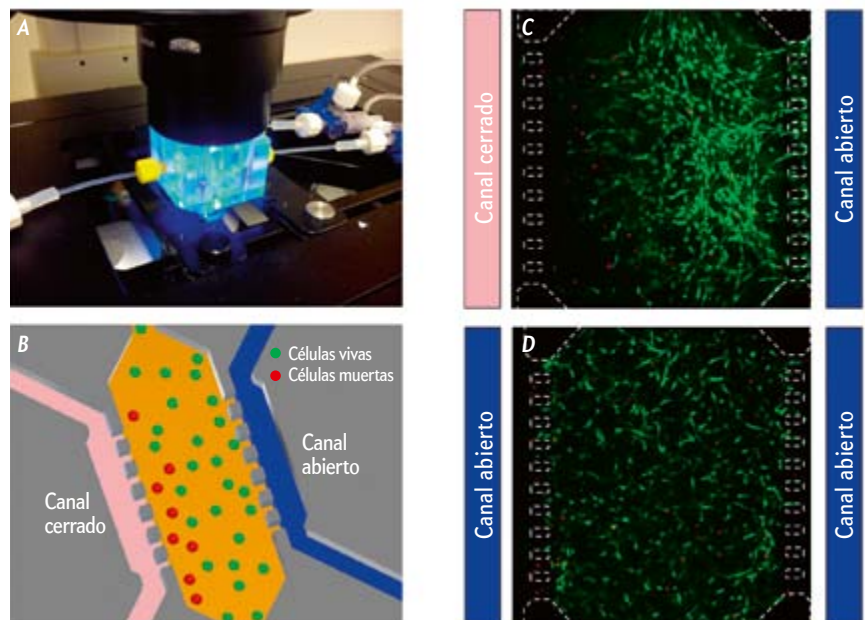 A
B
Células vivas
Células muertas
Canal
abierto
Canal
cerrado
Canal cerrado
C
Canal abierto
Canal abierto
D
Canal abierto